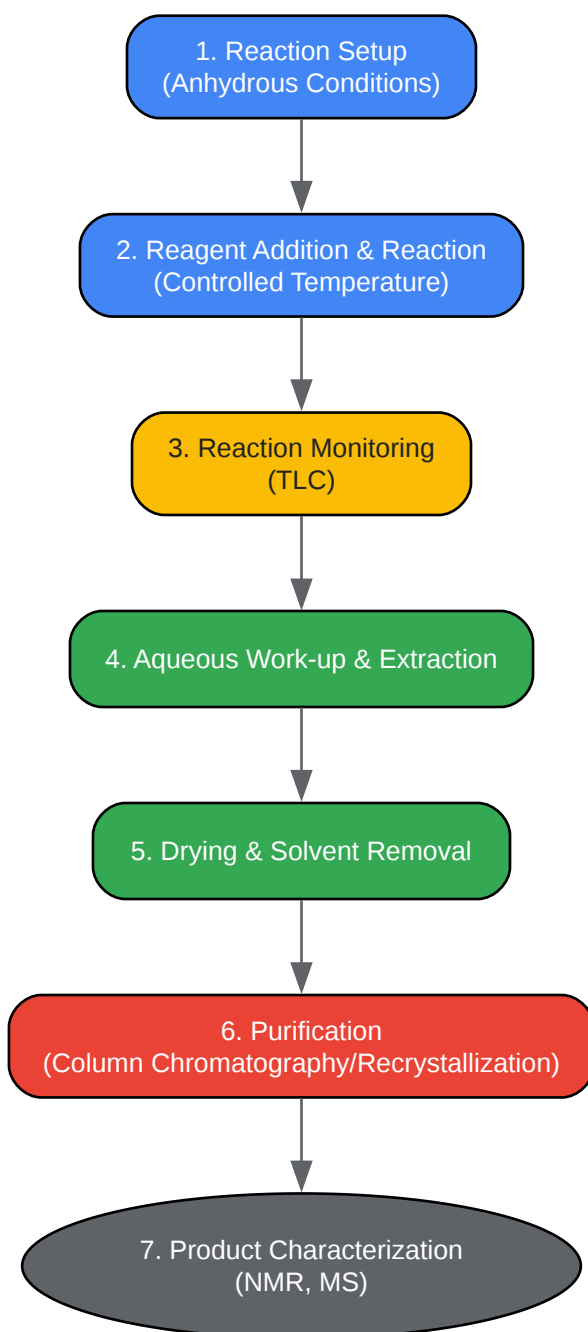 1. Reaction Setup
(Anhydrous Conditions)
2. Reagent Addition & Reaction
(Controlled Temperature)
3. Reaction Monitoring
(TLC)
4. Aqueous Work-up & Extraction
5. Drying & Solvent Removal
6. Purification
(Column Chromatography/Recrystallization)
7. Product Characterization
(NMR, MS)